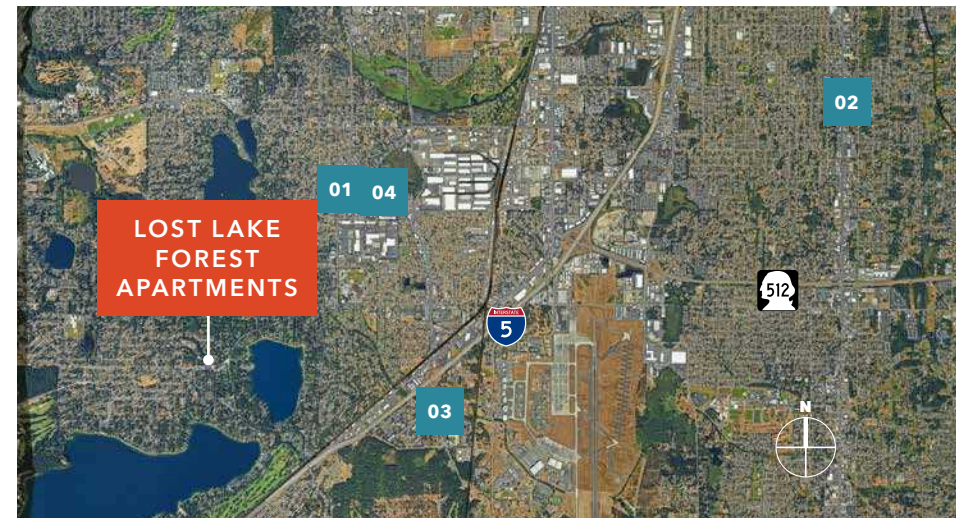 02
01
04
LOST LAKE
FOREST
APARTMENTS
512
INTERSTATE
5
03
N